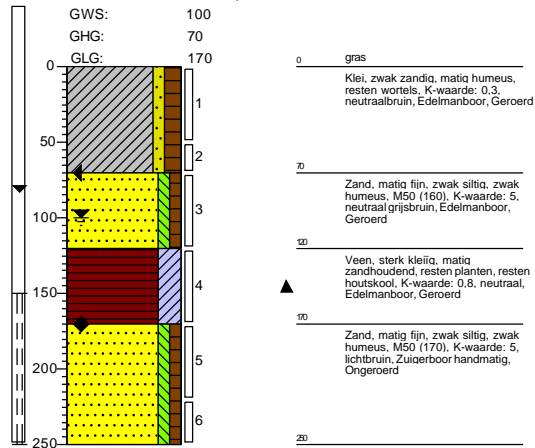 GWS: 100
GHG: 70
GLG: 170
0
50
100
150
200
250
1
2
3
4
5
6
0 gras
Klei, zwak zandig, matig humeus,
resten wortels, K-waarde: 0,3,
neutraalbruin, Edelmanboor, Geroerd
70
Zand, matig fijn, zwak siltig, zwak
humeus, M50 (160), K-waarde: 5,
neutraal grijsbruin, Edelmanboor,
Geroerd
120
Veen, sterk kleiïg, matig
zandhoudend, resten planten, resten
houtskool, K-waarde: 0,8, neutraal,
Edelmanboor, Geroerd
170
Zand, matig fijn, zwak siltig, zwak
humeus, M50 (170), K-waarde: 5,
lichtbruin, Zuigerboor handmatig,
Ongeroerd
250